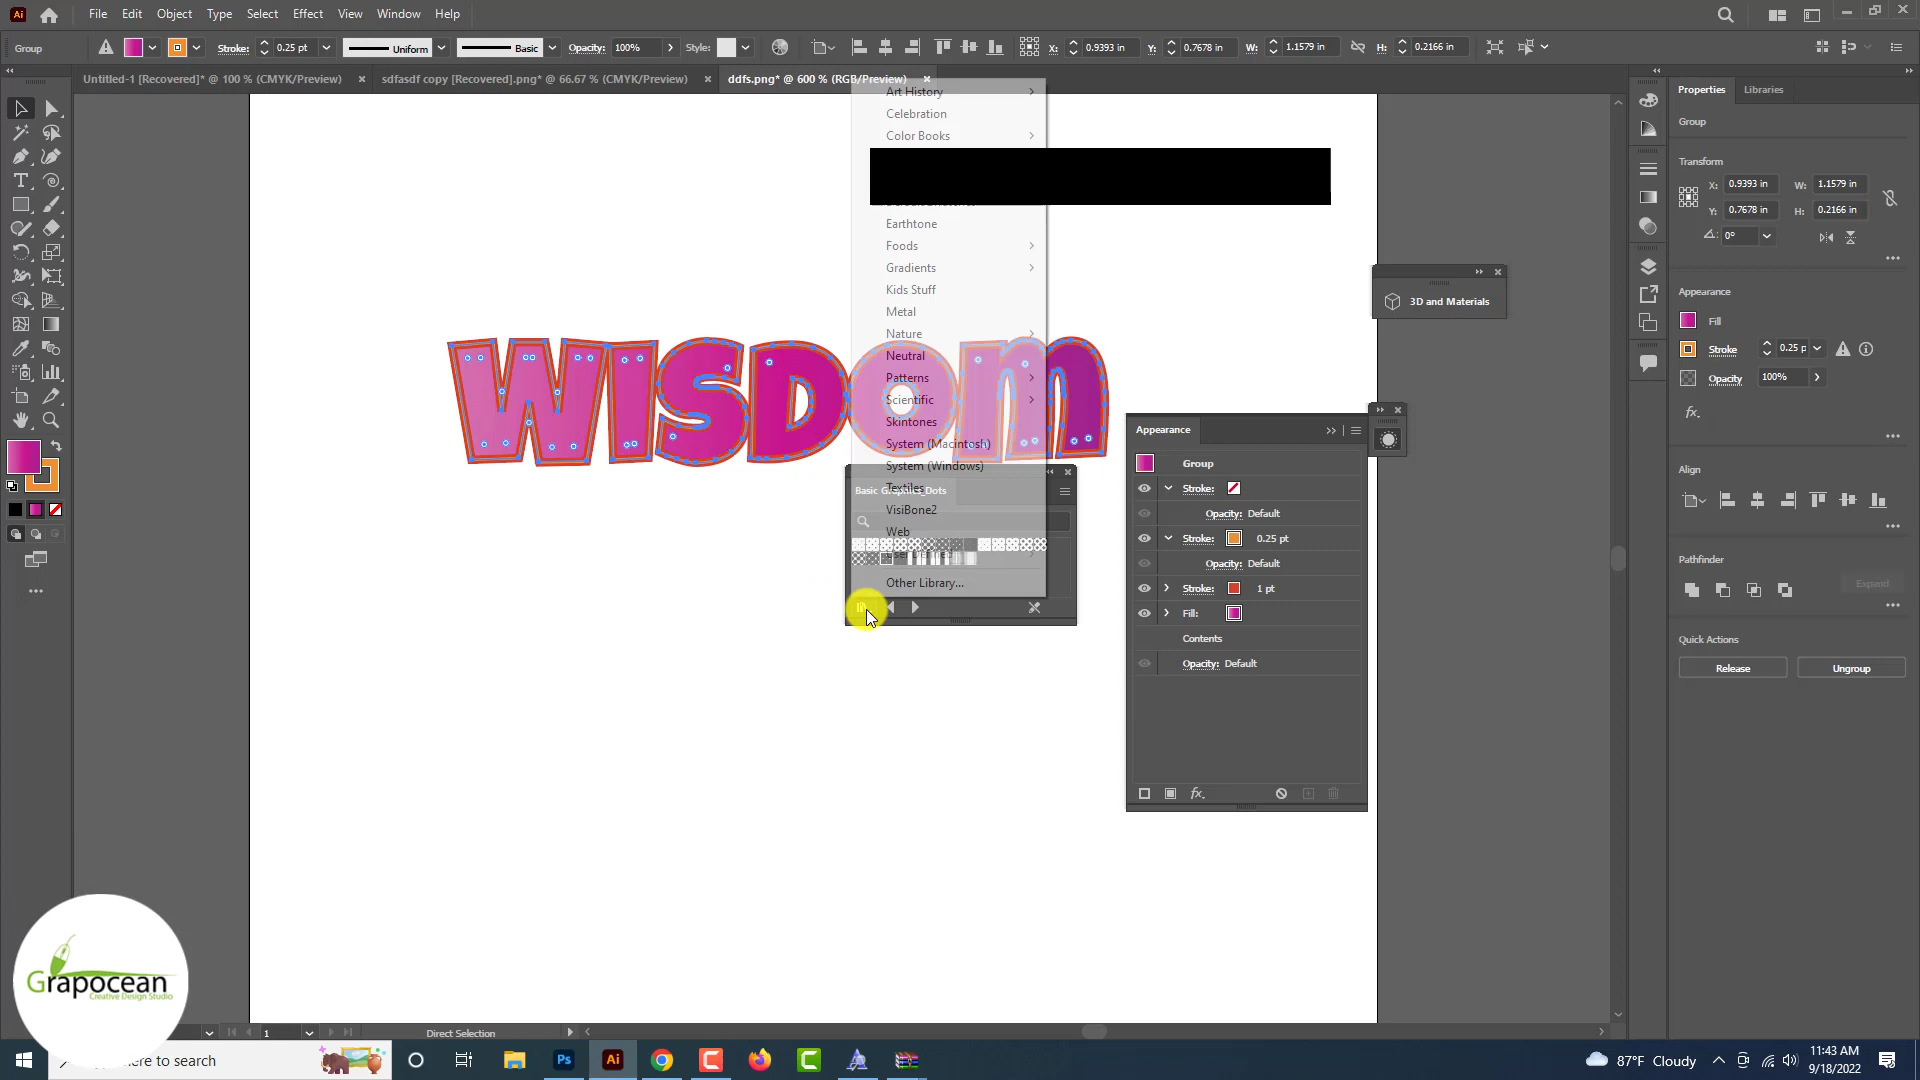 Ai File Edit Object Type Select Effect View Window Help
Group Stroke: 0.25 pt Uniform Basic Opacity: 100% Style: X: 0.9393 in Y: 0.7678 in W: 1.1579 in H: 0.2166 in
Untitled-1 [Recovered]* @ 100 % (CMYK/Preview) × sdfasdf copy [Recovered].png* @ 66.67 % (CMYK/Preview) × ddfs.png* @ 600 % (RGB/Preview) ×
Art History
Celebration
Color Books
Earthtone
Foods
Gradients
Kids Stuff
Metal
Nature
Neutral
Patterns
Scientific
Skintones
System (Macintosh)
System (Windows)
Textiles
VisiBone2
Web
Other Library...
Basic Graphics_Dots
WISDOM
3D and Materials
Appearance
Group
Stroke:
Opacity: Default
Stroke: 0.25 pt
Opacity: Default
Stroke: 1 pt
Fill:
Contents
Opacity: Default
fx.
Properties Libraries
Group
Transform
X: 0.9393 in W: 1.1579 in
Y: 0.7678 in H: 0.2166 in
0°
Appearance
Fill
Stroke 0.25 p
Opacity 100%
fx.
Align
Pathfinder
Expand
Quick Actions
Release Ungroup
Grapocean
Creative Design Studio
1 Direct Selection
here to search
Ps Ai
87°F Cloudy
11:43 AM
9/18/2022